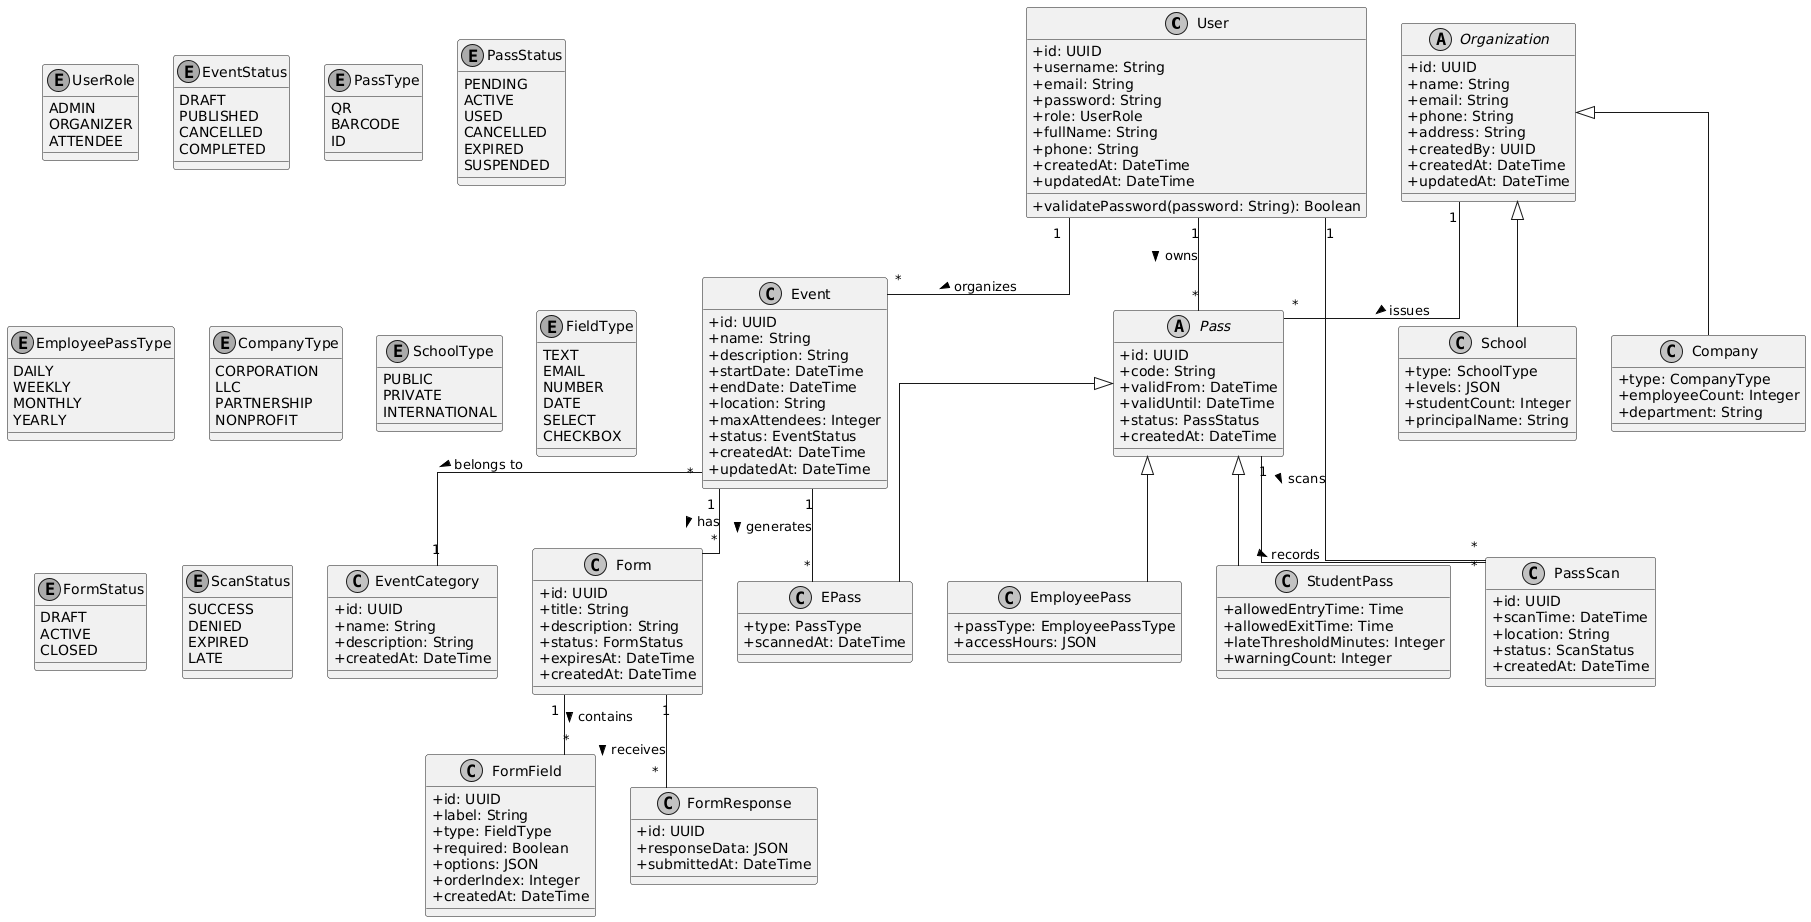 C User
+id: UUID
+username: String
+email: String
+password: String
+role: UserRole
+fullName: String
+phone: String
+createdAt: DateTime
+updatedAt: DateTime
+validatePassword(password: String): Boolean
A Organization
+id: UUID
+name: String
+email: String
+phone: String
+address: String
+createdBy: UUID
+createdAt: DateTime
+updatedAt: DateTime
E UserRole
ADMIN
ORGANIZER
ATTENDEE
E EventStatus
DRAFT
PUBLISHED
CANCELLED
COMPLETED
E PassType
QR
BARCODE
ID
E PassStatus
PENDING
ACTIVE
USED
CANCELLED
EXPIRED
SUSPENDED
1
1
1
1
owns
organizes
issues
*
*
*
E EmployeePassType
DAILY
WEEKLY
MONTHLY
YEARLY
E CompanyType
CORPORATION
LLC
PARTNERSHIP
NONPROFIT
E SchoolType
PUBLIC
PRIVATE
INTERNATIONAL
E FieldType
TEXT
EMAIL
NUMBER
DATE
SELECT
CHECKBOX
C Event
+id: UUID
+name: String
+description: String
+startDate: DateTime
+endDate: DateTime
+location: String
+maxAttendees: Integer
+status: EventStatus
+createdAt: DateTime
+updatedAt: DateTime
A Pass
+id: UUID
+code: String
+validFrom: DateTime
+validUntil: DateTime
+status: PassStatus
+createdAt: DateTime
C School
+type: SchoolType
+levels: JSON
+studentCount: Integer
+principalName: String
C Company
+type: CompanyType
+employeeCount: Integer
+department: String
belongs to
*
1
1
1
1
scans
has
generates
*
*
records
*
*
E FormStatus
DRAFT
ACTIVE
CLOSED
E ScanStatus
SUCCESS
DENIED
EXPIRED
LATE
C EventCategory
+id: UUID
+name: String
+description: String
+createdAt: DateTime
C Form
+id: UUID
+title: String
+description: String
+status: FormStatus
+expiresAt: DateTime
+createdAt: DateTime
C EPass
+type: PassType
+scannedAt: DateTime
C EmployeePass
+passType: EmployeePassType
+accessHours: JSON
C StudentPass
+allowedEntryTime: Time
+allowedExitTime: Time
+lateThresholdMinutes: Integer
+warningCount: Integer
C PassScan
+id: UUID
+scanTime: DateTime
+location: String
+status: ScanStatus
+createdAt: DateTime
1
1
contains
*
receives
*
C FormField
+id: UUID
+label: String
+type: FieldType
+required: Boolean
+options: JSON
+orderIndex: Integer
+createdAt: DateTime
C FormResponse
+id: UUID
+responseData: JSON
+submittedAt: DateTime